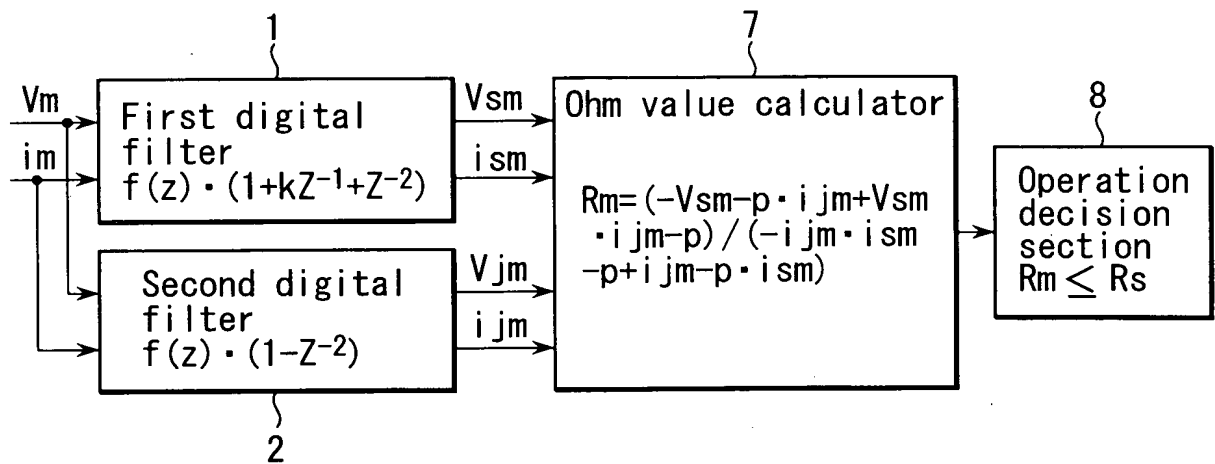 1
7
8
Vm
im
First digital
filter
f(z)・(1+kZ⁻¹+Z⁻²)
Vsm
ism
Ohm value calculator
Rm=(-Vsm-p・ijm+Vsm
・ijm-p)/(-ijm・ism
-p+ijm-p・ism)
Operation
decision
section
Rm ≤ Rs
Second digital
filter
f(z)・(1-Z⁻²)
Vjm
ijm
2